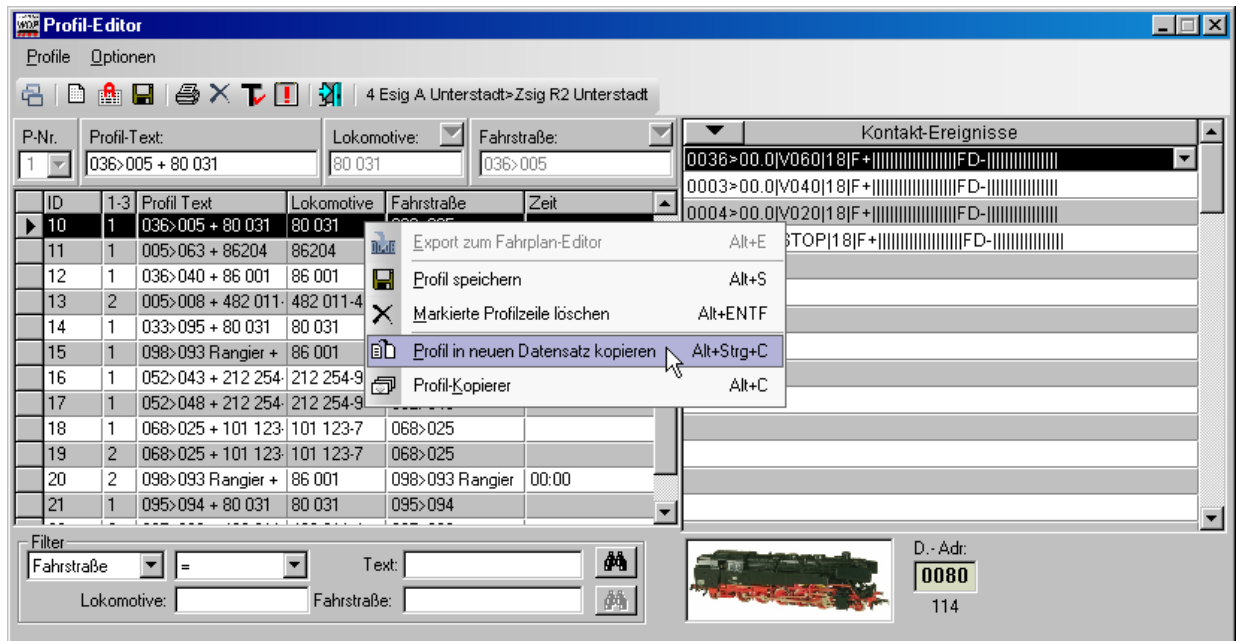 Profil-Editor
Profile Optionen
4 Esig A Unterstadt>Zsig R2 Unterstadt
P-Nr. Profil-Text: Lokomotive: Fahrstraße: Kontakt-Ereignisse
1 036>005 + 80 031 80 031 036>005 0036>00.0|V060|18|F+||||||||||||||||||FD-|||||||||||||||
0003>00.0|V040|18|F+||||||||||||||||||FD-|||||||||||||||
ID 1-3 Profil Text Lokomotive Fahrstraße Zeit 0004>00.0|V020|18|F+||||||||||||||||||FD-|||||||||||||||
10 1 036>005 + 80 031 80 031
STOP|18|F+||||||||||||||||||FD-|||||||||||||||
11 1 005>063 + 86204 86204 Export zum Fahrplan-Editor Alt+E
12 1 036>040 + 86 001 86 001 Profil speichern Alt+S
13 2 005>008 + 482 011- 482 011-4
14 1 033>095 + 80 031 80 031 Markierte Profilzeile löschen Alt+ENTF
15 1 098>093 Rangier + 86 001 Profil in neuen Datensatz kopieren Alt+Strg+C
16 1 052>043 + 212 254- 212 254-9 Profil-Kopierer Alt+C
17 1 052>048 + 212 254- 212 254-9
18 1 068>025 + 101 123- 101 123-7 068>025
19 2 068>025 + 101 123- 101 123-7 068>025
20 2 098>093 Rangier + 86 001 098>093 Rangier 00:00
21 1 095>094 + 80 031 80 031 095>094
Filter
Fahrstraße = Text:
Lokomotive: Fahrstraße:
D.- Adr:
0080
114